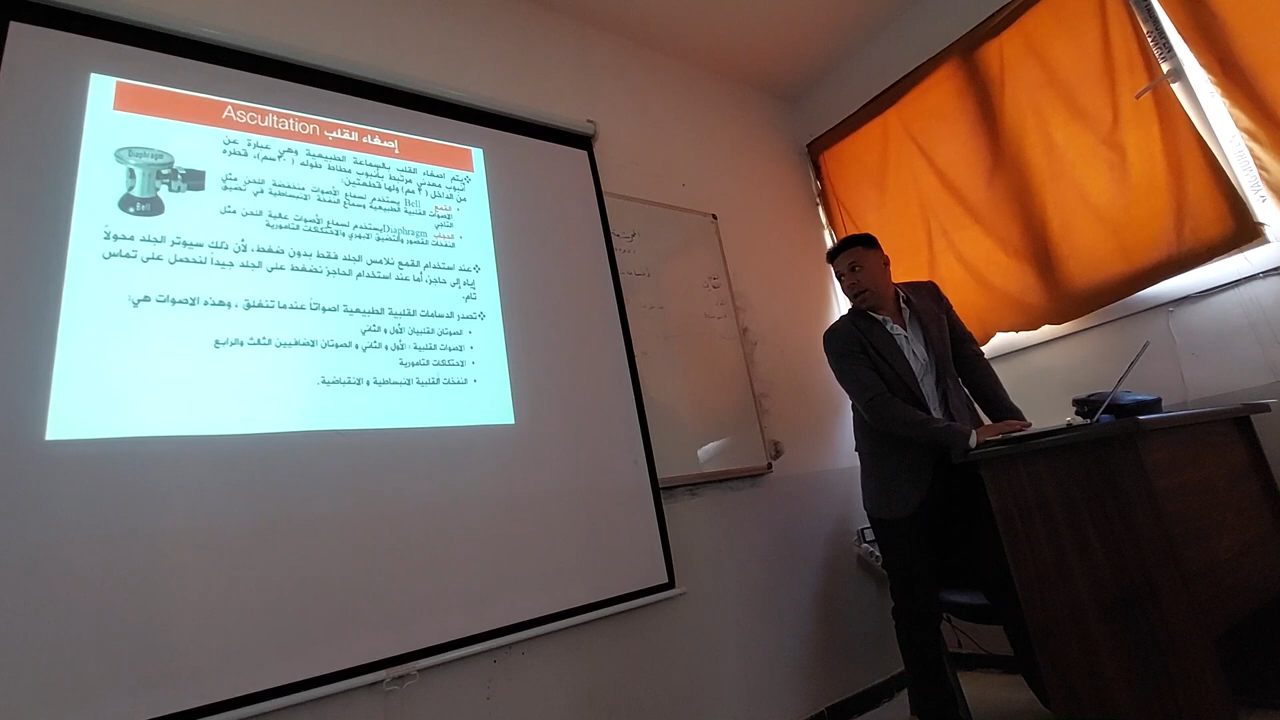 إصغاء القلب Ascultation
Diaphragm
Bell
يتم اصغاء القلب بالسماعة الطبيعية وهي عبارة عن
أنبوب معدني مرتبط بأنبوب مطاط طوله ( ٣٠سم)، قطره
من الداخل (٣ مم) ولها قطعتين:
القمع Bell يستخدم لسماع الأصوات منخفضة اللحن مثل
الاصوات القلبية الطبيعية وسماع النفخة الانبساطية في تضيق
التاجي
الحجاب Diaphragm يستخدم لسماع الأصوات عالية اللحن مثل
النفخات القصور والتضيق الابهري والاحتكاكات التامورية
عند استخدام القمع نلامس الجلد فقط بدون ضغط، لأن ذلك سيوتر الجلد محولاً
إياه إلى حاجز، أما عند استخدام الحاجز نضغط على الجلد جيداً لنحصل على تماس
تام.
تصدر الدسامات القلبية الطبيعية اصواتاً عندما تنغلق ، وهذه الاصوات هي:
الصوتان القلبيان الأول و الثاني
الاصوات القلبية : الأول و الثاني و الصوتان الاضافيين الثالث والرابع
الاحتكاكات التامورية
النفخات القلبية الانبساطية و الانقباضية .